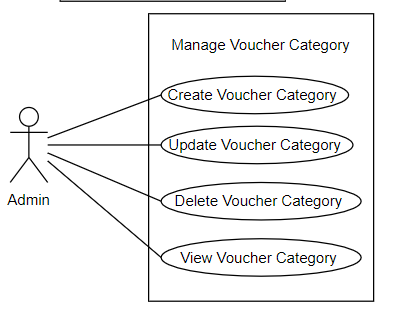 Manage Voucher Category
Create Voucher Category
Update Voucher Category
Delete Voucher Category
View Voucher Category
Admin